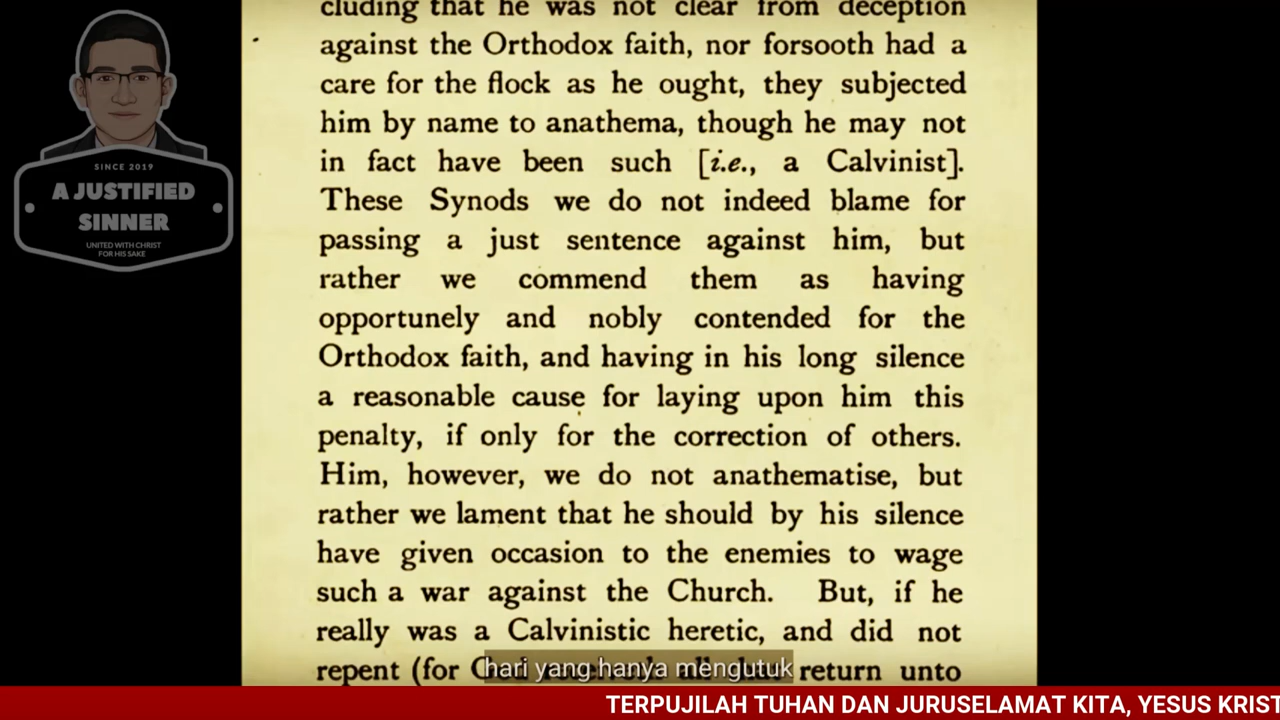 cluding that he was not clear from deception
against the Orthodox faith, nor forsooth had a
care for the flock as he ought, they subjected
him by name to anathema, though he may not
in fact have been such [i.e., a Calvinist].
These Synods we do not indeed blame for
passing a just sentence against him, but
rather we commend them as having
opportunely and nobly contended for the
Orthodox faith, and having in his long silence
a reasonable cause for laying upon him this
penalty, if only for the correction of others.
Him, however, we do not anathematise, but
rather we lament that he should by his silence
have given occasion to the enemies to wage
such a war against the Church. But, if he
really was a Calvinistic heretic, and did not
repent (for return unto
hari yang hanya mengutuk
SINCE 2019
A JUSTIFIED
SINNER
UNITED WITH CHRIST
FOR HIS SAKE
TERPUJILAH TUHAN DAN JURUSELAMAT KITA, YESUS KRIST